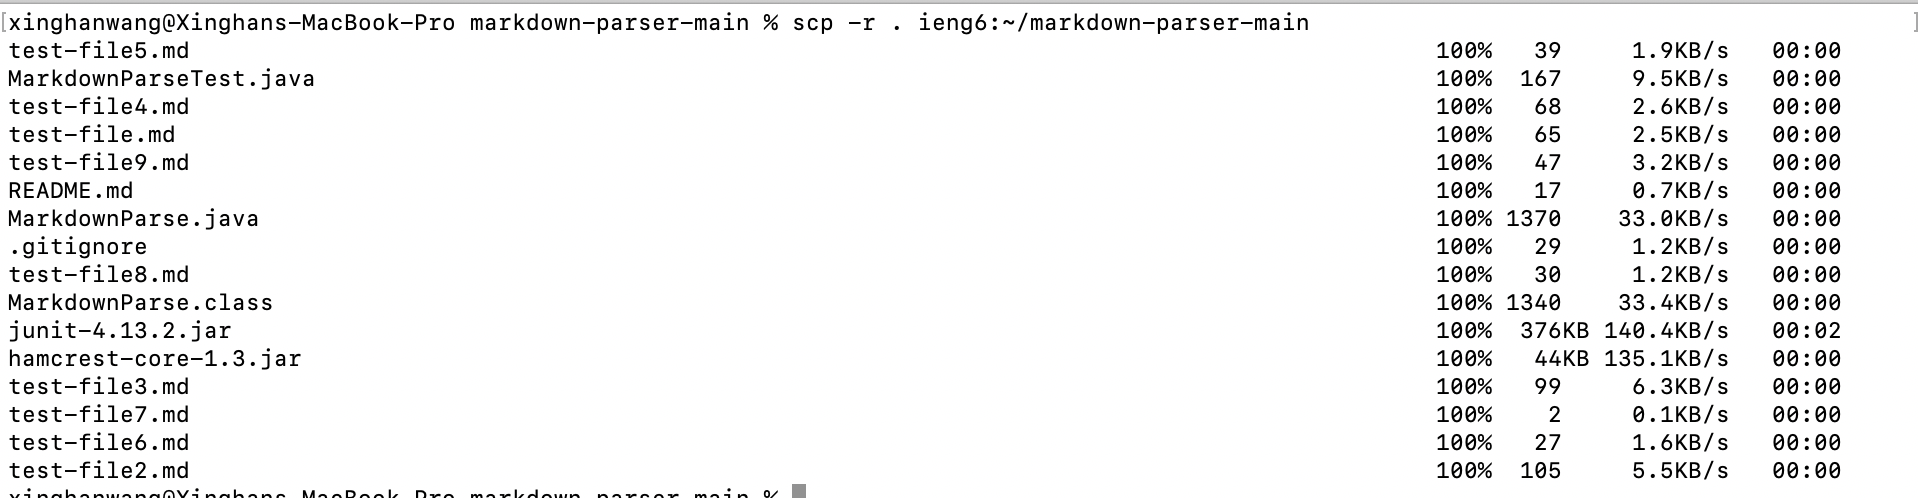 [xinghanwang@Xinghans-MacBook-Pro markdown-parser-main % scp -r . ieng6:~/markdown-parser-main ]
test-file5.md 100% 39 1.9KB/s 00:00
MarkdownParseTest.java 100% 167 9.5KB/s 00:00
test-file4.md 100% 68 2.6KB/s 00:00
test-file.md 100% 65 2.5KB/s 00:00
test-file9.md 100% 47 3.2KB/s 00:00
README.md 100% 17 0.7KB/s 00:00
MarkdownParse.java 100% 1370 33.0KB/s 00:00
.gitignore 100% 29 1.2KB/s 00:00
test-file8.md 100% 30 1.2KB/s 00:00
MarkdownParse.class 100% 1340 33.4KB/s 00:00
junit-4.13.2.jar 100% 376KB 140.4KB/s 00:02
hamcrest-core-1.3.jar 100% 44KB 135.1KB/s 00:00
test-file3.md 100% 99 6.3KB/s 00:00
test-file7.md 100% 2 0.1KB/s 00:00
test-file6.md 100% 27 1.6KB/s 00:00
test-file2.md 100% 105 5.5KB/s 00:00
xinghanwang@Xinghans-MacBook-Pro markdown-parser-main %